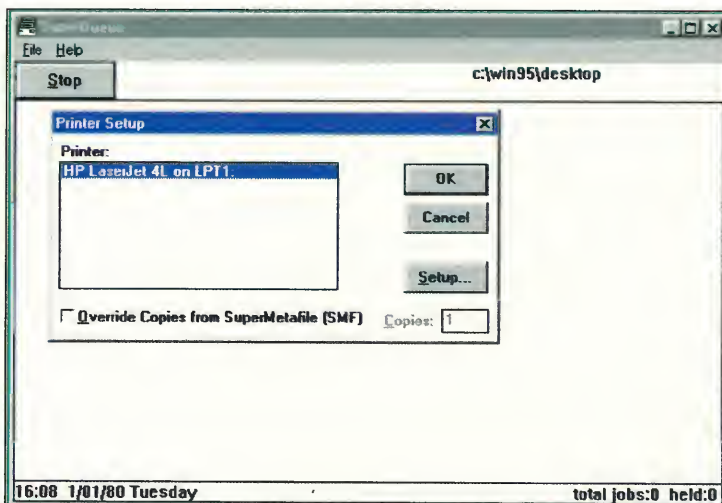 File Help
Stop
c:\win95\desktop
Printer Setup
Printer:
HP LaserJet 4L on LPT1:
OK
Cancel
Setup...
Override Copies from SuperMetafile (SMF)
Copies: 1
16:08 1/01/80 Tuesday
total jobs:0 held:0